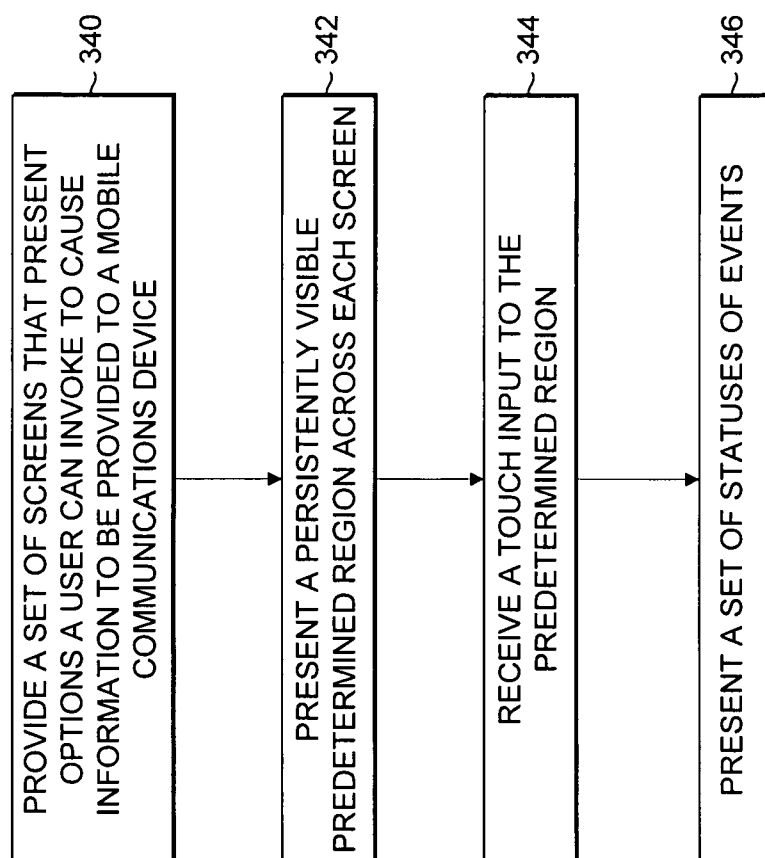 PROVIDE A SET OF SCREENS THAT PRESENT
OPTIONS A USER CAN INVOKE TO CAUSE
INFORMATION TO BE PROVIDED TO A MOBILE
COMMUNICATIONS DEVICE
340
PRESENT A PERSISTENTLY VISIBLE
PREDETERMINED REGION ACROSS EACH SCREEN
342
RECEIVE A TOUCH INPUT TO THE
PREDETERMINED REGION
344
PRESENT A SET OF STATUSES OF EVENTS
346